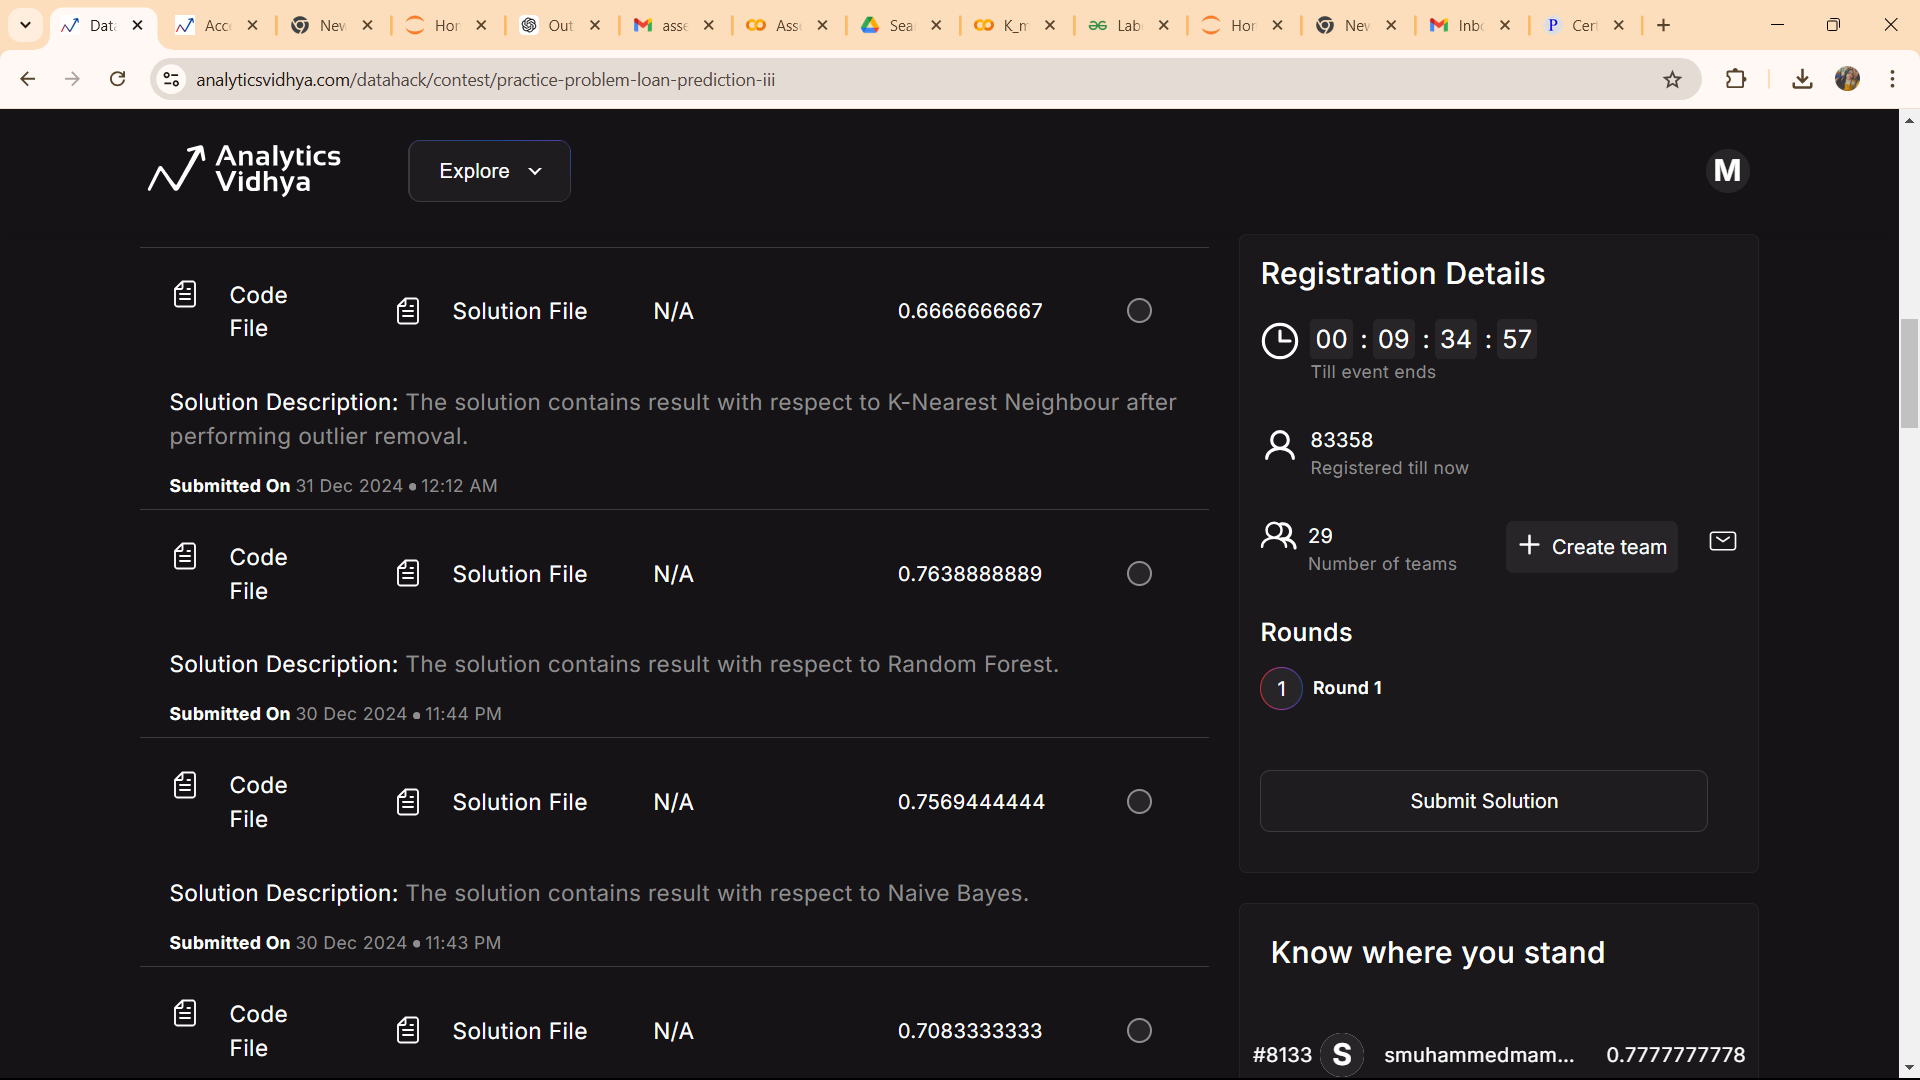 Data
Acc
New
Hor
Out
asse
Ass
Sea
K_m
Lab
Hor
New
Inbo
Cert
analyticsvidhya.com/datahack/contest/practice-problem-loan-prediction-iii
Analytics
Vidhya
Explore
M
Code
File
Solution File
N/A
0.6666666667
Solution Description: The solution contains result with respect to K-Nearest Neighbour after
performing outlier removal.
Submitted On 31 Dec 2024 • 12:12 AM
Code
File
Solution File
N/A
0.7638888889
Solution Description: The solution contains result with respect to Random Forest.
Submitted On 30 Dec 2024 • 11:44 PM
Code
File
Solution File
N/A
0.7569444444
Solution Description: The solution contains result with respect to Naive Bayes.
Submitted On 30 Dec 2024 • 11:43 PM
Code
File
Solution File
N/A
0.7083333333
Registration Details
00 : 09 : 34 : 57
Till event ends
83358
Registered till now
29
Number of teams
+ Create team
Rounds
1 Round 1
Submit Solution
Know where you stand
#8133 S smuhammedmam... 0.7777777778